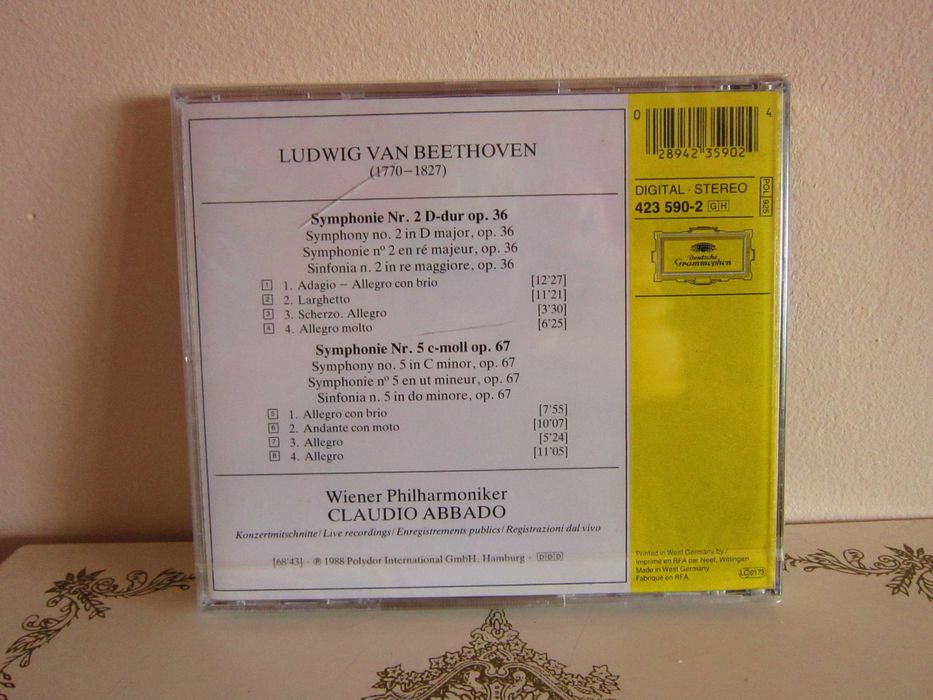 LUDWIG VAN BEETHOVEN
(1770–1827)
Symphonie Nr. 2 D-dur op. 36
Symphony no. 2 in D major, op. 36
Symphonie nº 2 en ré majeur, op. 36
Sinfonia n. 2 in re maggiore, op. 36
1 1. Adagio – Allegro con brio [12'27]
2 2. Larghetto [11'21]
3 3. Scherzo. Allegro [3'30]
4 4. Allegro molto [6'25]
Symphonie Nr. 5 c-moll op. 67
Symphony no. 5 in C minor, op. 67
Symphonie nº 5 en ut mineur, op. 67
Sinfonia n. 5 in do minore, op. 67
5 1. Allegro con brio [7'55]
6 2. Andante con moto [10'07]
7 3. Allegro [5'24]
8 4. Allegro [11'05]
Wiener Philharmoniker
CLAUDIO ABBADO
Konzertmitschnitte/Live recordings/Enregistrements publics/Registrazioni dal vivo
[68'43] · ℗ 1988 Polydor International GmbH, Hamburg · DDD
0 28942 35902 4
DIGITAL · STEREO
423 590-2 GH
POL 925
Deutsche
Grammophon
Printed in West Germany by/
Imprimé en RFA par Neef, Wittingen
Made in West Germany
Fabriqué en RFA
LC 0173